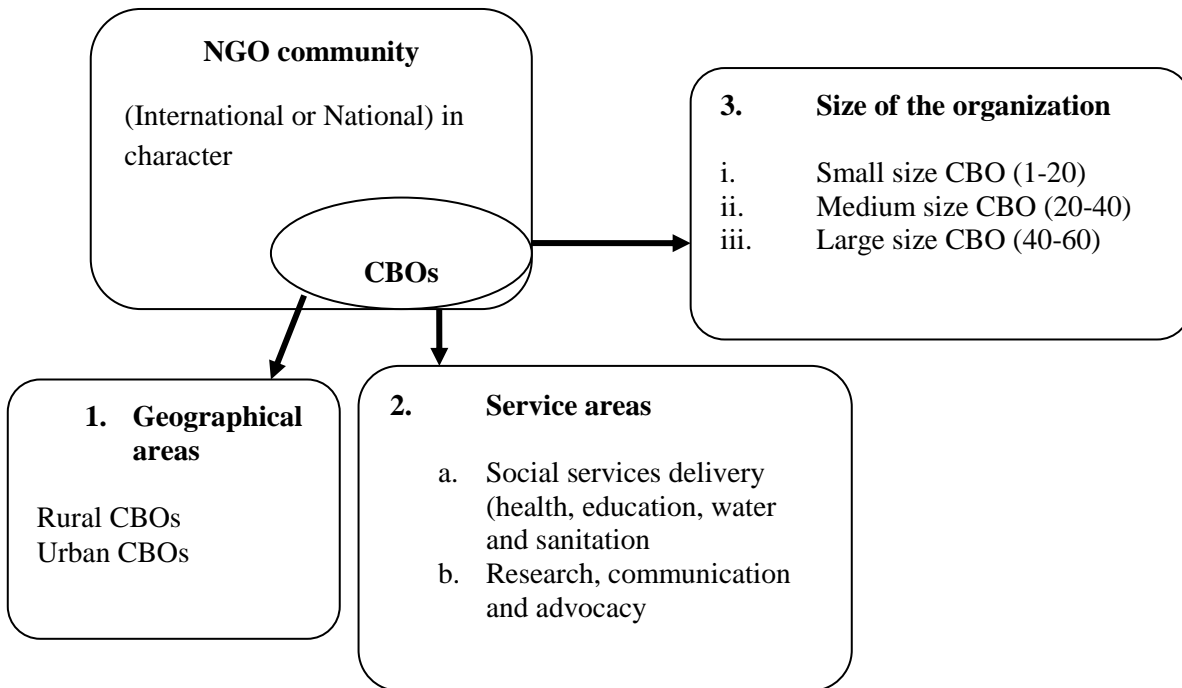 NGO community
(International or National) in
character
CBOs
3. Size of the organization
i. Small size CBO (1-20)
ii. Medium size CBO (20-40)
iii. Large size CBO (40-60)
1. Geographical
areas
Rural CBOs
Urban CBOs
2. Service areas
a. Social services delivery
(health, education, water
and sanitation
b. Research, communication
and advocacy